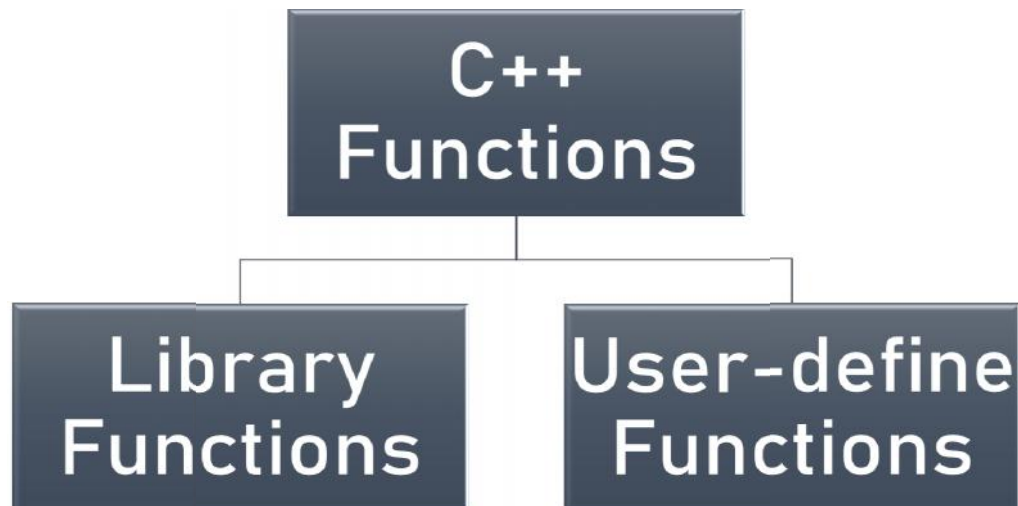 C++
Functions
Library
Functions
User-define
Functions